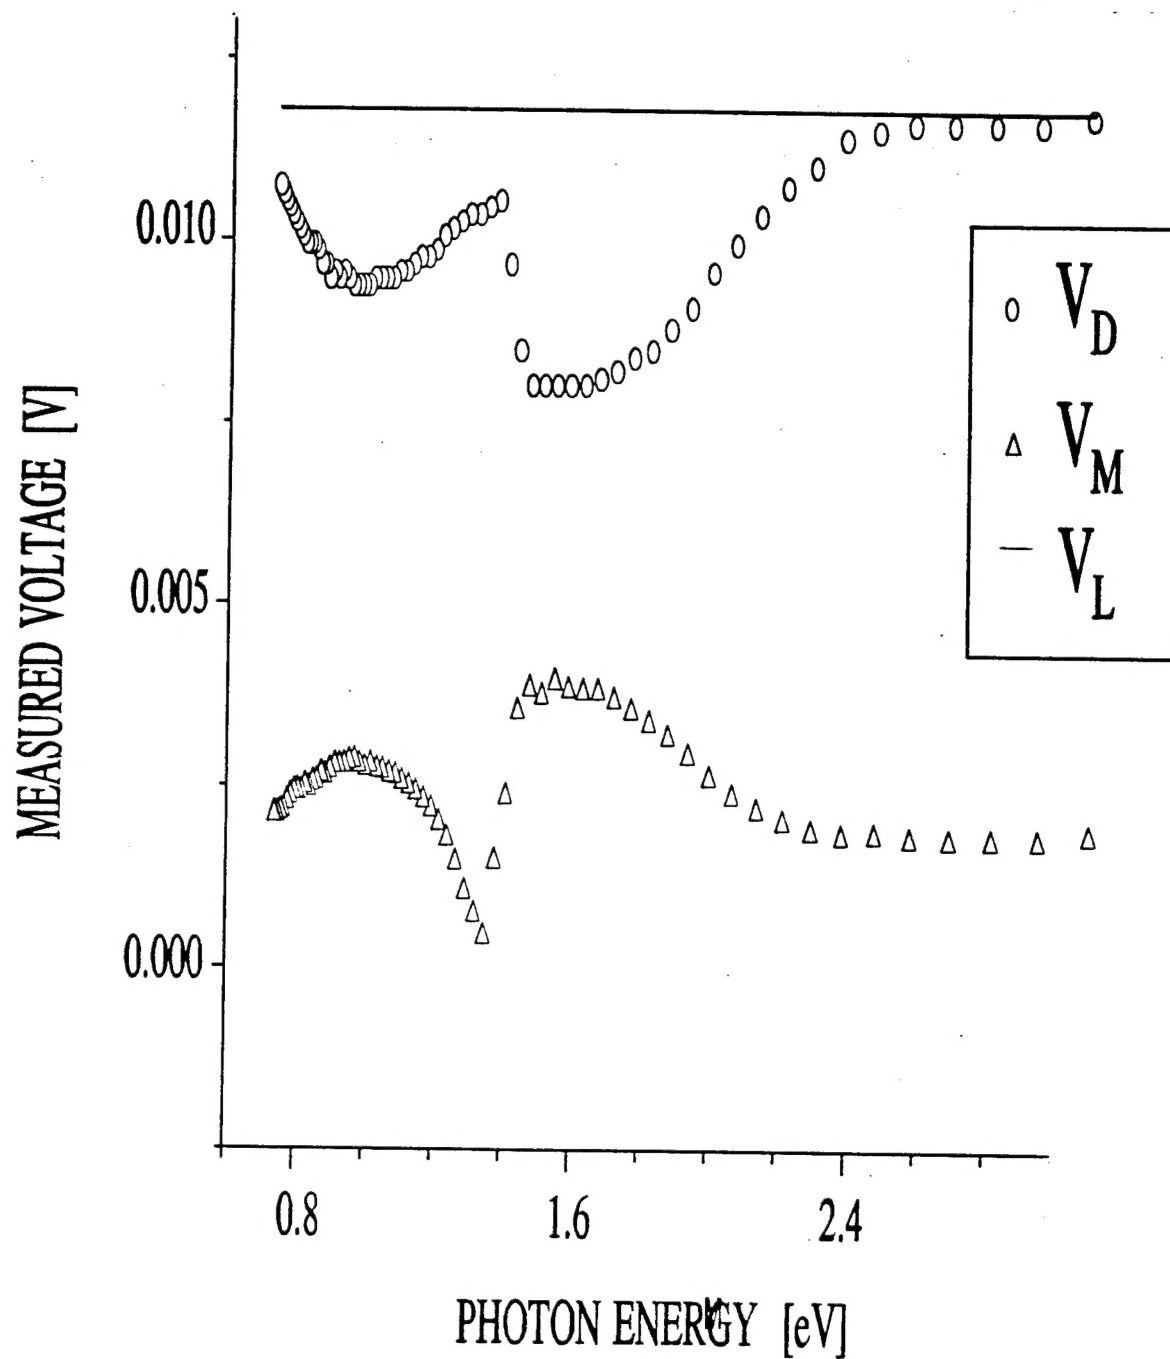 0.010
0.005
0.000
MEASURED VOLTAGE [V]
V_D
V_M
V_L
0.8
1.6
2.4
PHOTON ENERGY [eV]